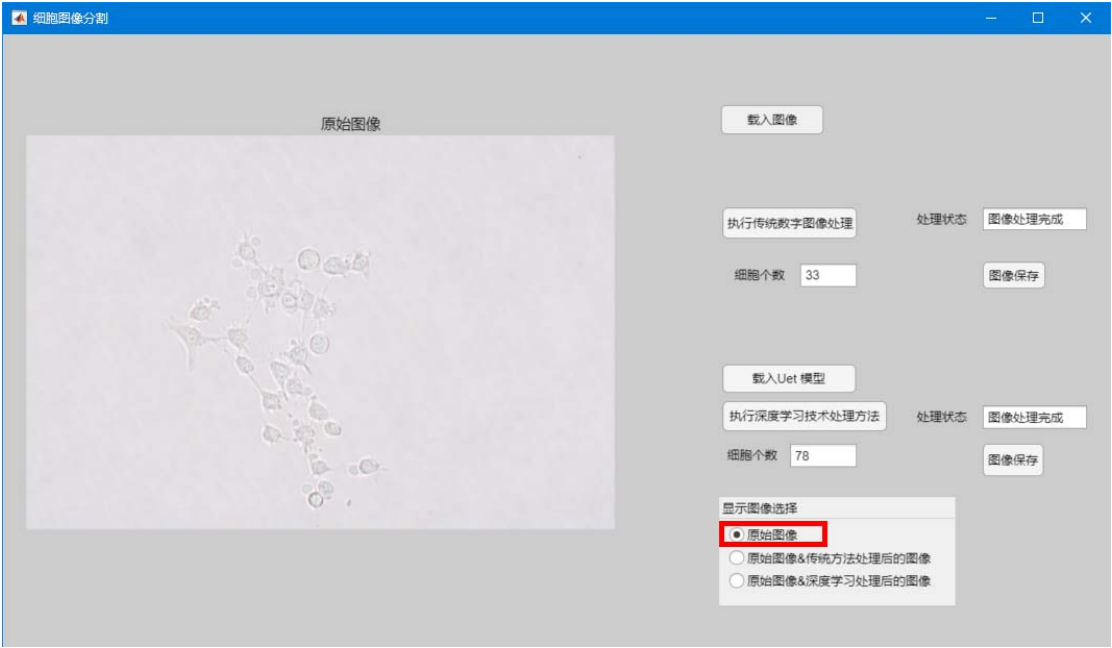 细胞图像分割
原始图像
载入图像
执行传统数字图像处理 处理状态 图像处理完成
细胞个数 33 图像保存
载入Uet 模型
执行深度学习技术处理方法 处理状态 图像处理完成
细胞个数 78 图像保存
显示图像选择
原始图像
原始图像&传统方法处理后的图像
原始图像&深度学习处理后的图像